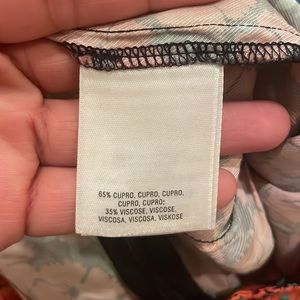 65% CUPRO, CUPRO, CUPRO,
CUPRO, CUPRO;
35% VISCOSE, VISCOSE,
VISCOSA, VISCOSA, VISKOSE